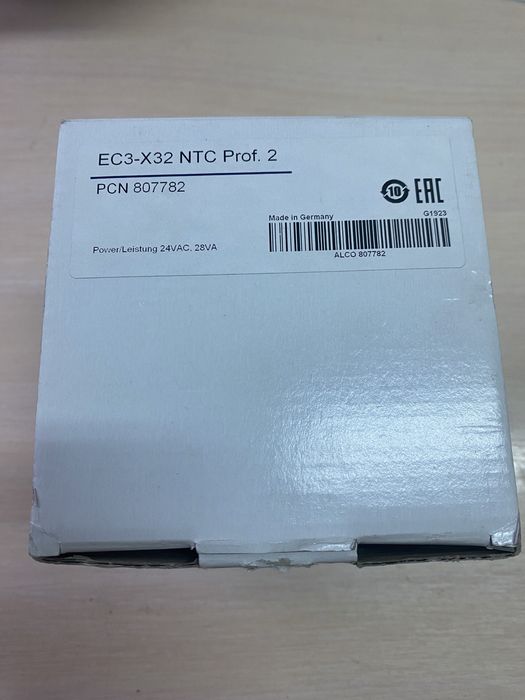 EC3-X32 NTC Prof. 2
PCN 807782
10
EAC
Made in Germany G1923
Power/Leistung 24VAC, 28VA
ALCO 807782